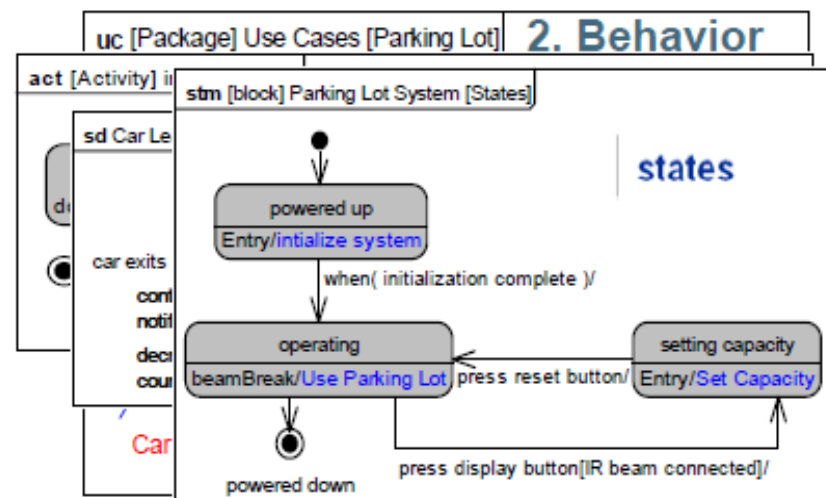 uc [Package] Use Cases [Parking Lot]
2. Behavior
act [Activity]
stm [block] Parking Lot System [States]
sd Car
states
powered up
Entry/intialize system
car exits
when( initialization complete )/
operating
setting capacity
beamBreak/Use Parking Lot
press reset button/
Entry/Set Capacity
Car
press display button[IR beam connected]/
powered down